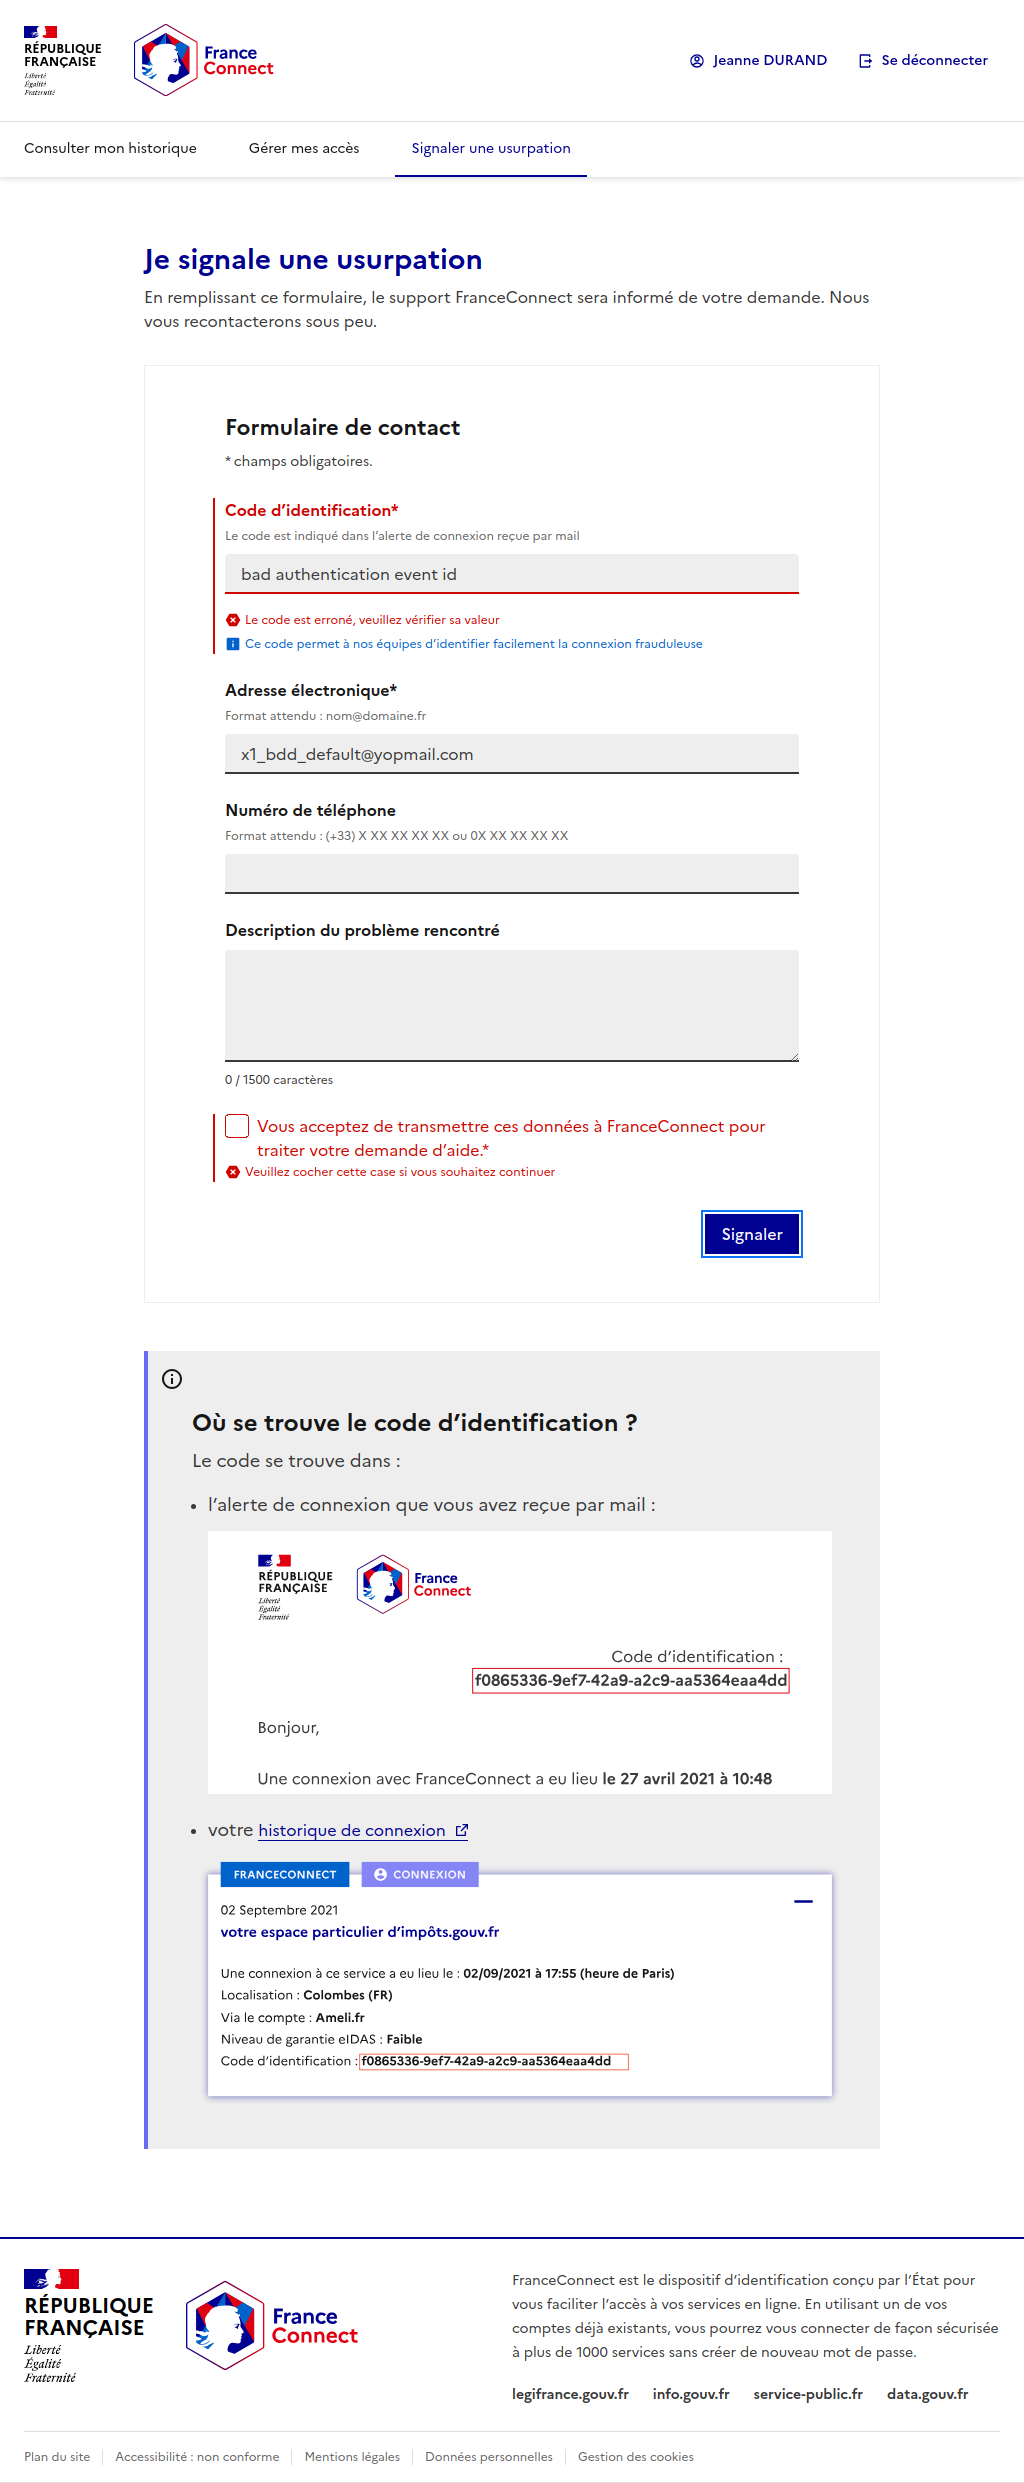 RÉPUBLIQUE
FRANÇAISE
Liberté
Égalité
Fraternité
France
Connect
Jeanne DURAND
Se déconnecter
Consulter mon historique
Gérer mes accès
Signaler une usurpation
Je signale une usurpation
En remplissant ce formulaire, le support FranceConnect sera informé de votre demande. Nous
vous recontacterons sous peu.
Formulaire de contact
* champs obligatoires.
Code d’identification*
Le code est indiqué dans l’alerte de connexion reçue par mail
bad authentication event id
Le code est erroné, veuillez vérifier sa valeur
Ce code permet à nos équipes d’identifier facilement la connexion frauduleuse
Adresse électronique*
Format attendu : nom@domaine.fr
x1_bdd_default@yopmail.com
Numéro de téléphone
Format attendu : (+33) X XX XX XX XX ou 0X XX XX XX XX
Description du problème rencontré
0 / 1500 caractères
Vous acceptez de transmettre ces données à FranceConnect pour
traiter votre demande d’aide.*
Veuillez cocher cette case si vous souhaitez continuer
Signaler
Où se trouve le code d’identification ?
Le code se trouve dans :
l’alerte de connexion que vous avez reçue par mail :
RÉPUBLIQUE
FRANÇAISE
Liberté
Égalité
Fraternité
France
Connect
Code d’identification :
f0865336-9ef7-42a9-a2c9-aa5364eaa4dd
Bonjour,
Une connexion avec FranceConnect a eu lieu le 27 avril 2021 à 10:48
votre historique de connexion
FRANCECONNECT
CONNEXION
02 Septembre 2021
votre espace particulier d’impôts.gouv.fr
Une connexion à ce service a eu lieu le : 02/09/2021 à 17:55 (heure de Paris)
Localisation : Colombes (FR)
Via le compte : Ameli.fr
Niveau de garantie eIDAS : Faible
Code d’identification : f0865336-9ef7-42a9-a2c9-aa5364eaa4dd
RÉPUBLIQUE
FRANÇAISE
Liberté
Égalité
Fraternité
France
Connect
FranceConnect est le dispositif d’identification conçu par l’État pour
vous faciliter l’accès à vos services en ligne. En utilisant un de vos
comptes déjà existants, vous pourrez vous connecter de façon sécurisée
à plus de 1000 services sans créer de nouveau mot de passe.
legifrance.gouv.fr
info.gouv.fr
service-public.fr
data.gouv.fr
Plan du site
Accessibilité : non conforme
Mentions légales
Données personnelles
Gestion des cookies